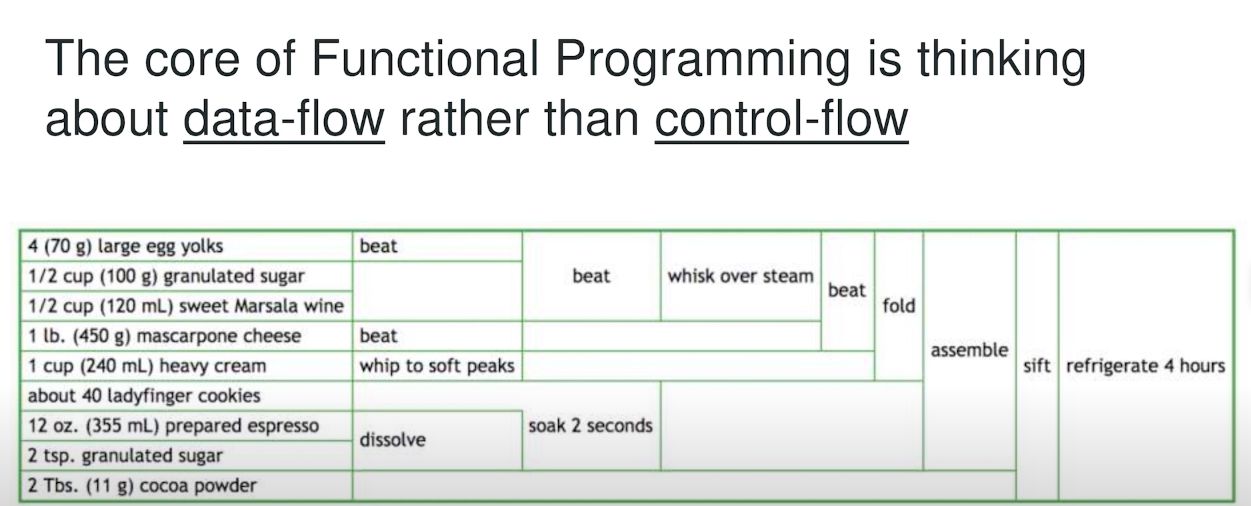 The core of Functional Programming is thinking
about data-flow rather than control-flow
4 (70 g) large egg yolks
beat
1/2 cup (100 g) granulated sugar
beat
whisk over steam
1/2 cup (120 mL) sweet Marsala wine
beat
fold
1 lb. (450 g) mascarpone cheese
beat
assemble
1 cup (240 mL) heavy cream
whip to soft peaks
sift
refrigerate 4 hours
about 40 ladyfinger cookies
12 oz. (355 mL) prepared espresso
dissolve
soak 2 seconds
2 tsp. granulated sugar
2 Tbs. (11 g) cocoa powder